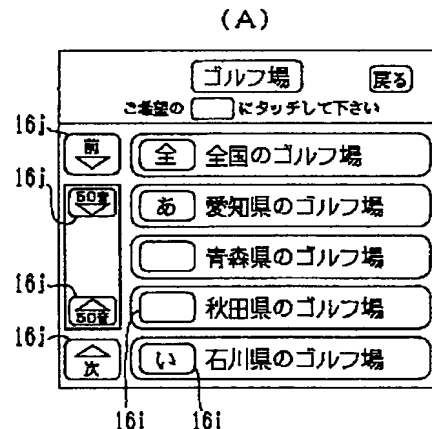 (A)
ゴルフ場
戻る
ご希望の にタッチして下さい
16j
前
全 全国のゴルフ場
16j
50音
あ 愛知県のゴルフ場
青森県のゴルフ場
16j
50音
秋田県のゴルフ場
16j
次
い 石川県のゴルフ場
16i 16i